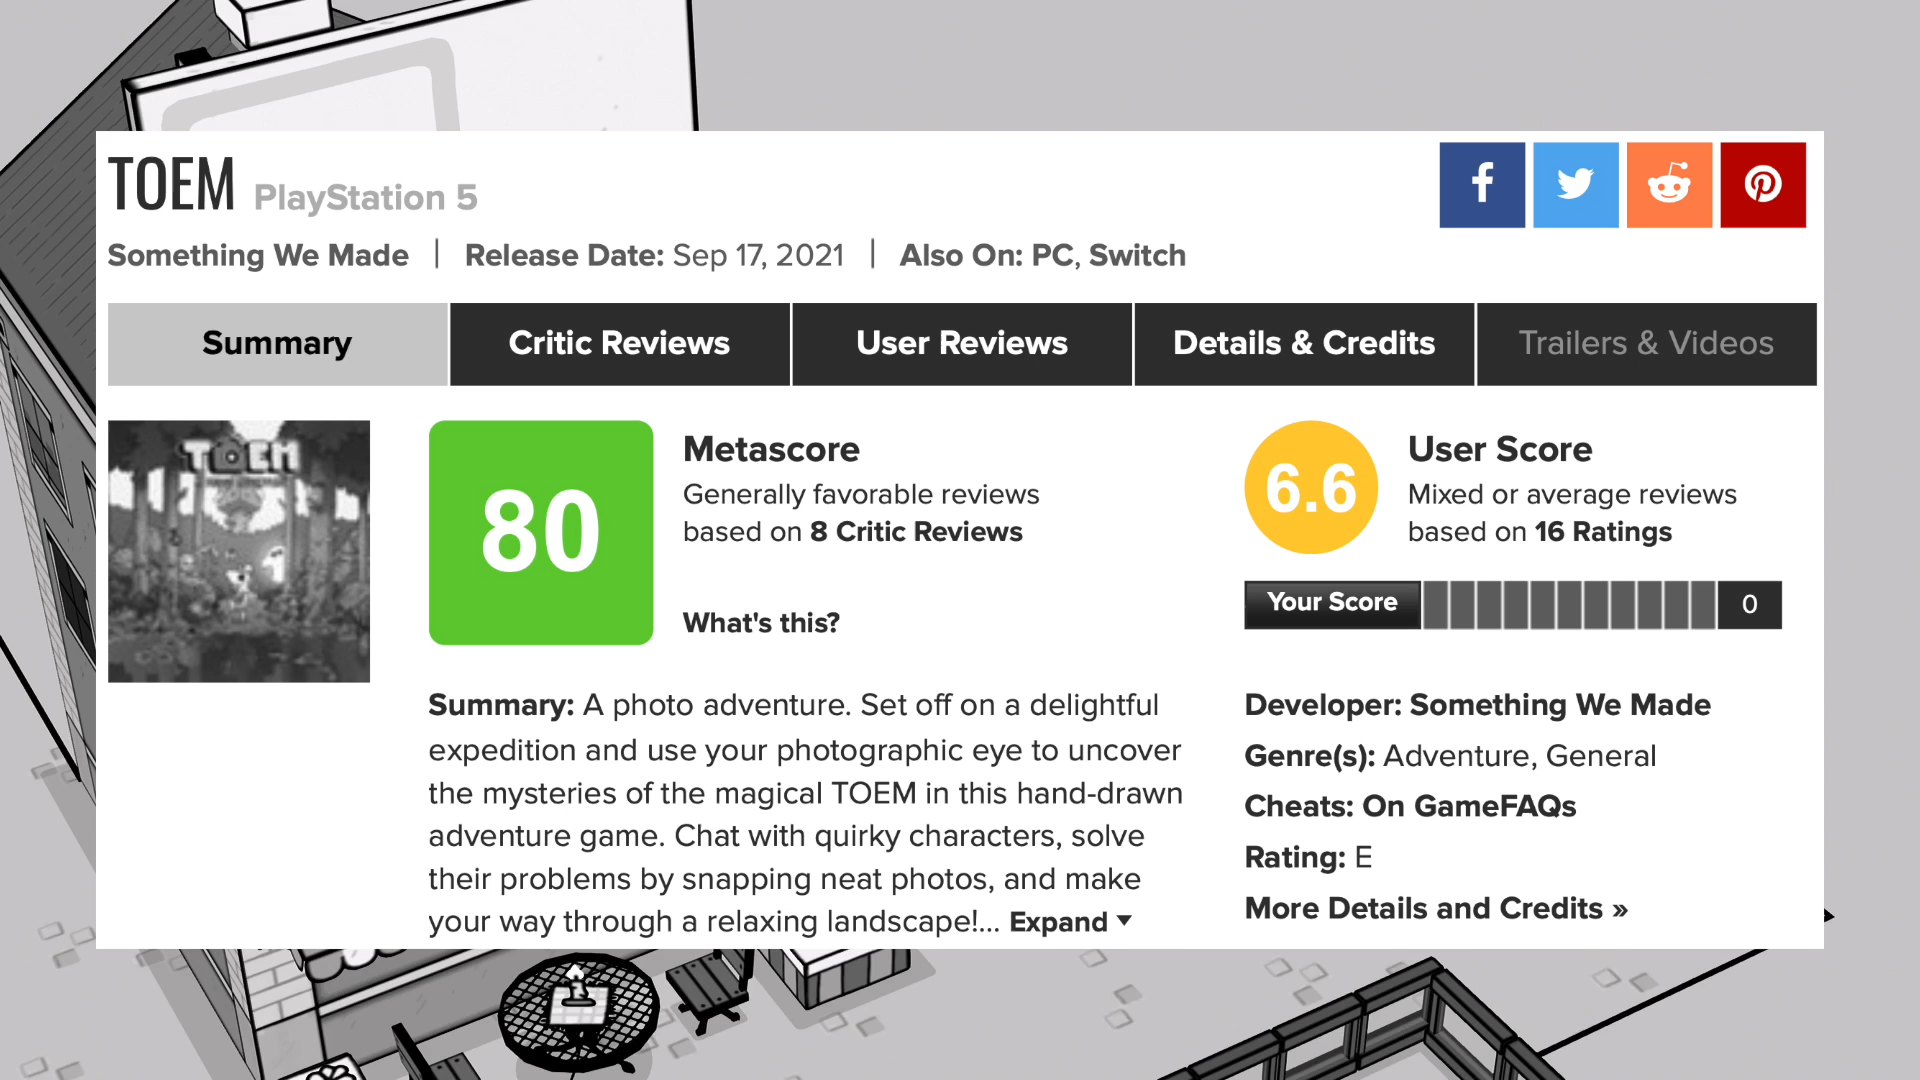 TOEM PlayStation 5
Something We Made | Release Date: Sep 17, 2021 | Also On: PC, Switch
Summary
Critic Reviews
User Reviews
Details & Credits
Trailers & Videos
TOEM
80
Metascore
Generally favorable reviews
based on 8 Critic Reviews
What's this?
6.6
User Score
Mixed or average reviews
based on 16 Ratings
Your Score
0
Summary: A photo adventure. Set off on a delightful
expedition and use your photographic eye to uncover
the mysteries of the magical TOEM in this hand-drawn
adventure game. Chat with quirky characters, solve
their problems by snapping neat photos, and make
your way through a relaxing landscape!... Expand
Developer: Something We Made
Genre(s): Adventure, General
Cheats: On GameFAQs
Rating: E
More Details and Credits »